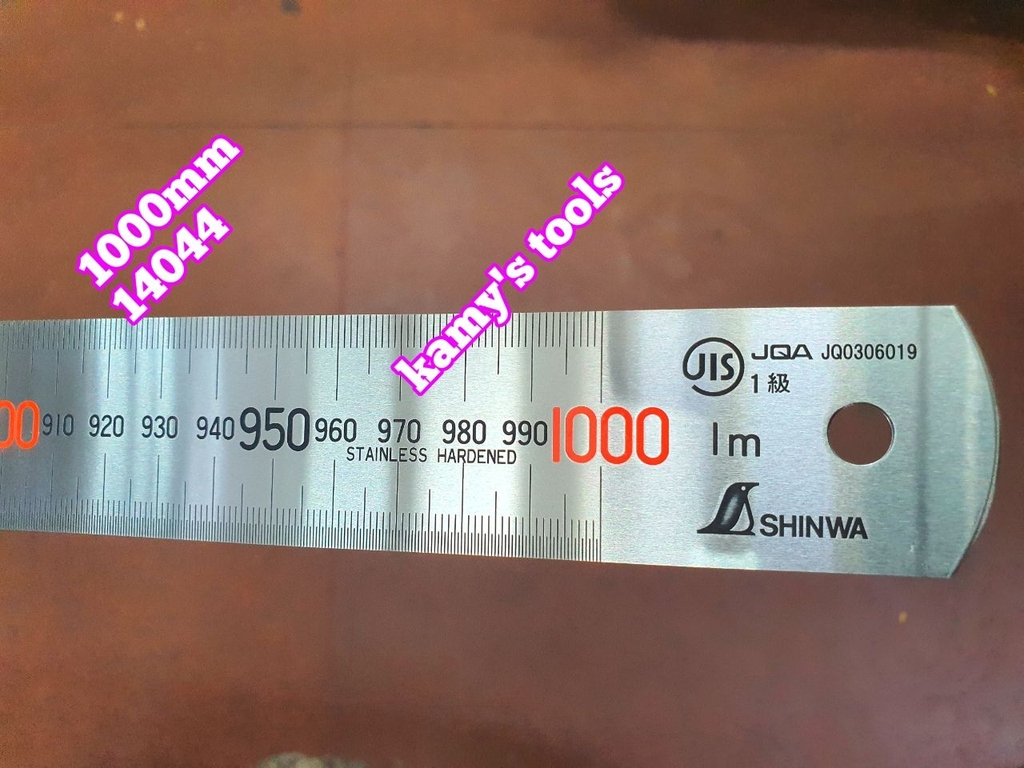 1000mm
14044
kamy's tools
JIS JQA JQ0306019
1級
910 920 930 940 950 960 970 980 990 1000
STAINLESS HARDENED
1m
SHINWA